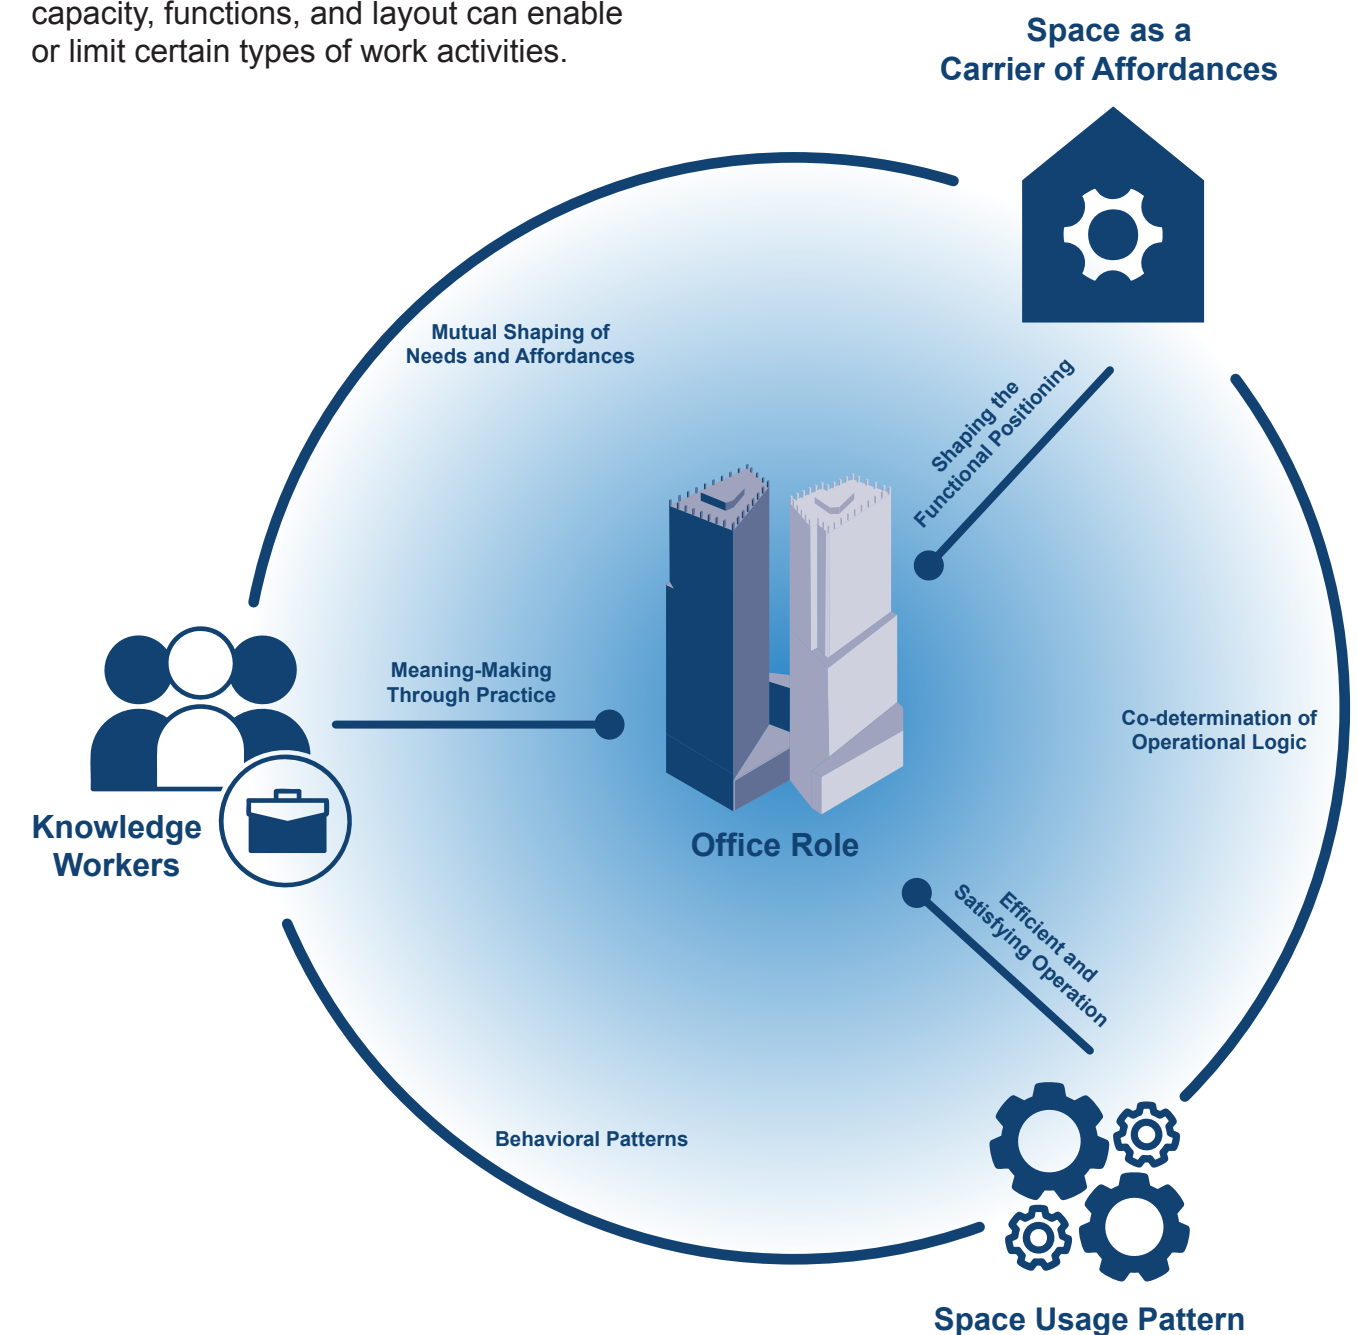 capacity, functions, and layout can enable
or limit certain types of work activities.
Space as a
Carrier of Affordances
Mutual Shaping of
Needs and Affordances
Shaping the
Functional Positioning
Meaning-Making
Through Practice
Knowledge
Workers
Office Role
Co-determination of
Operational Logic
Efficient and
Satisfying Operation
Behavioral Patterns
Space Usage Pattern